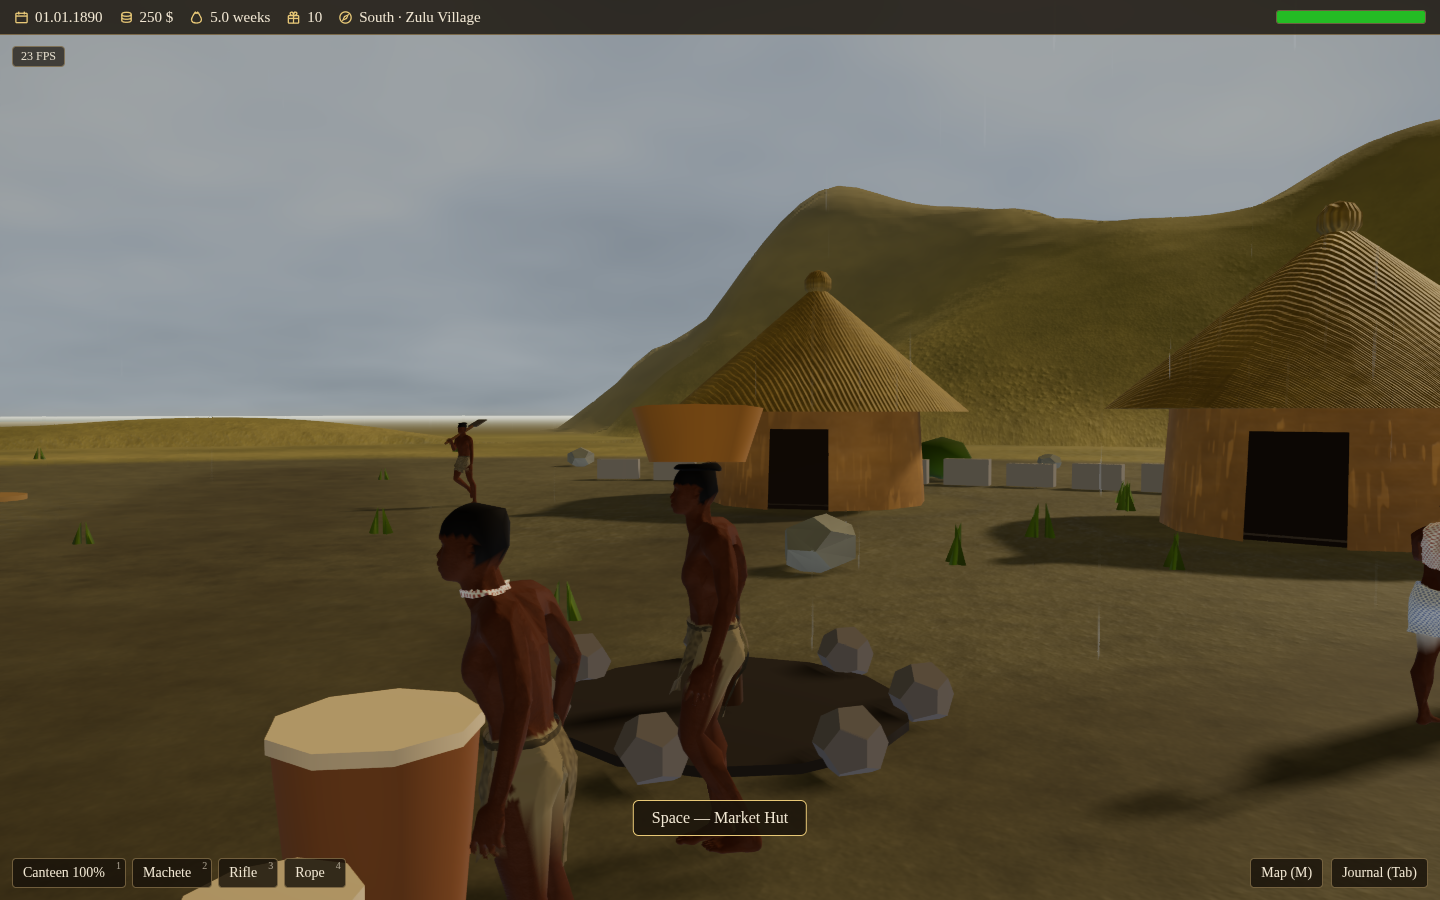 01.01.1890 250 $ 5.0 weeks 10 South · Zulu Village
23 FPS
Space — Market Hut
Canteen 100% 1 Machete 2 Rifle 3 Rope 4
Map (M) Journal (Tab)